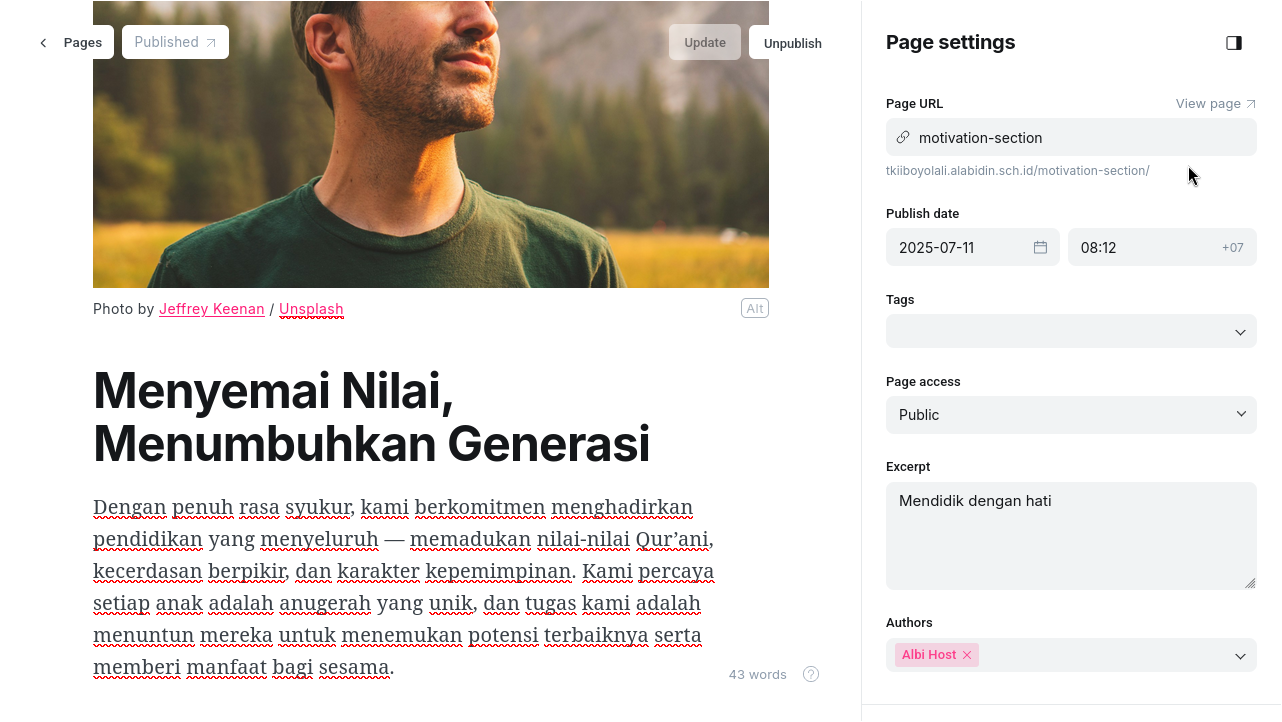 Pages
Published
Update
Unpublish
Photo by Jeffrey Keenan / Unsplash
Alt
Menyemai Nilai,
Menumbuhkan Generasi
Dengan penuh rasa syukur, kami berkomitmen menghadirkan
pendidikan yang menyeluruh — memadukan nilai-nilai Qur’ani,
kecerdasan berpikir, dan karakter kepemimpinan. Kami percaya
setiap anak adalah anugerah yang unik, dan tugas kami adalah
menuntun mereka untuk menemukan potensi terbaiknya serta
memberi manfaat bagi sesama.
43 words
?
Page settings
Page URL
View page
motivation-section
tkiiboyolali.alabidin.sch.id/motivation-section/
Publish date
2025-07-11
08:12
+07
Tags
Page access
Public
Excerpt
Mendidik dengan hati
Authors
Albi Host